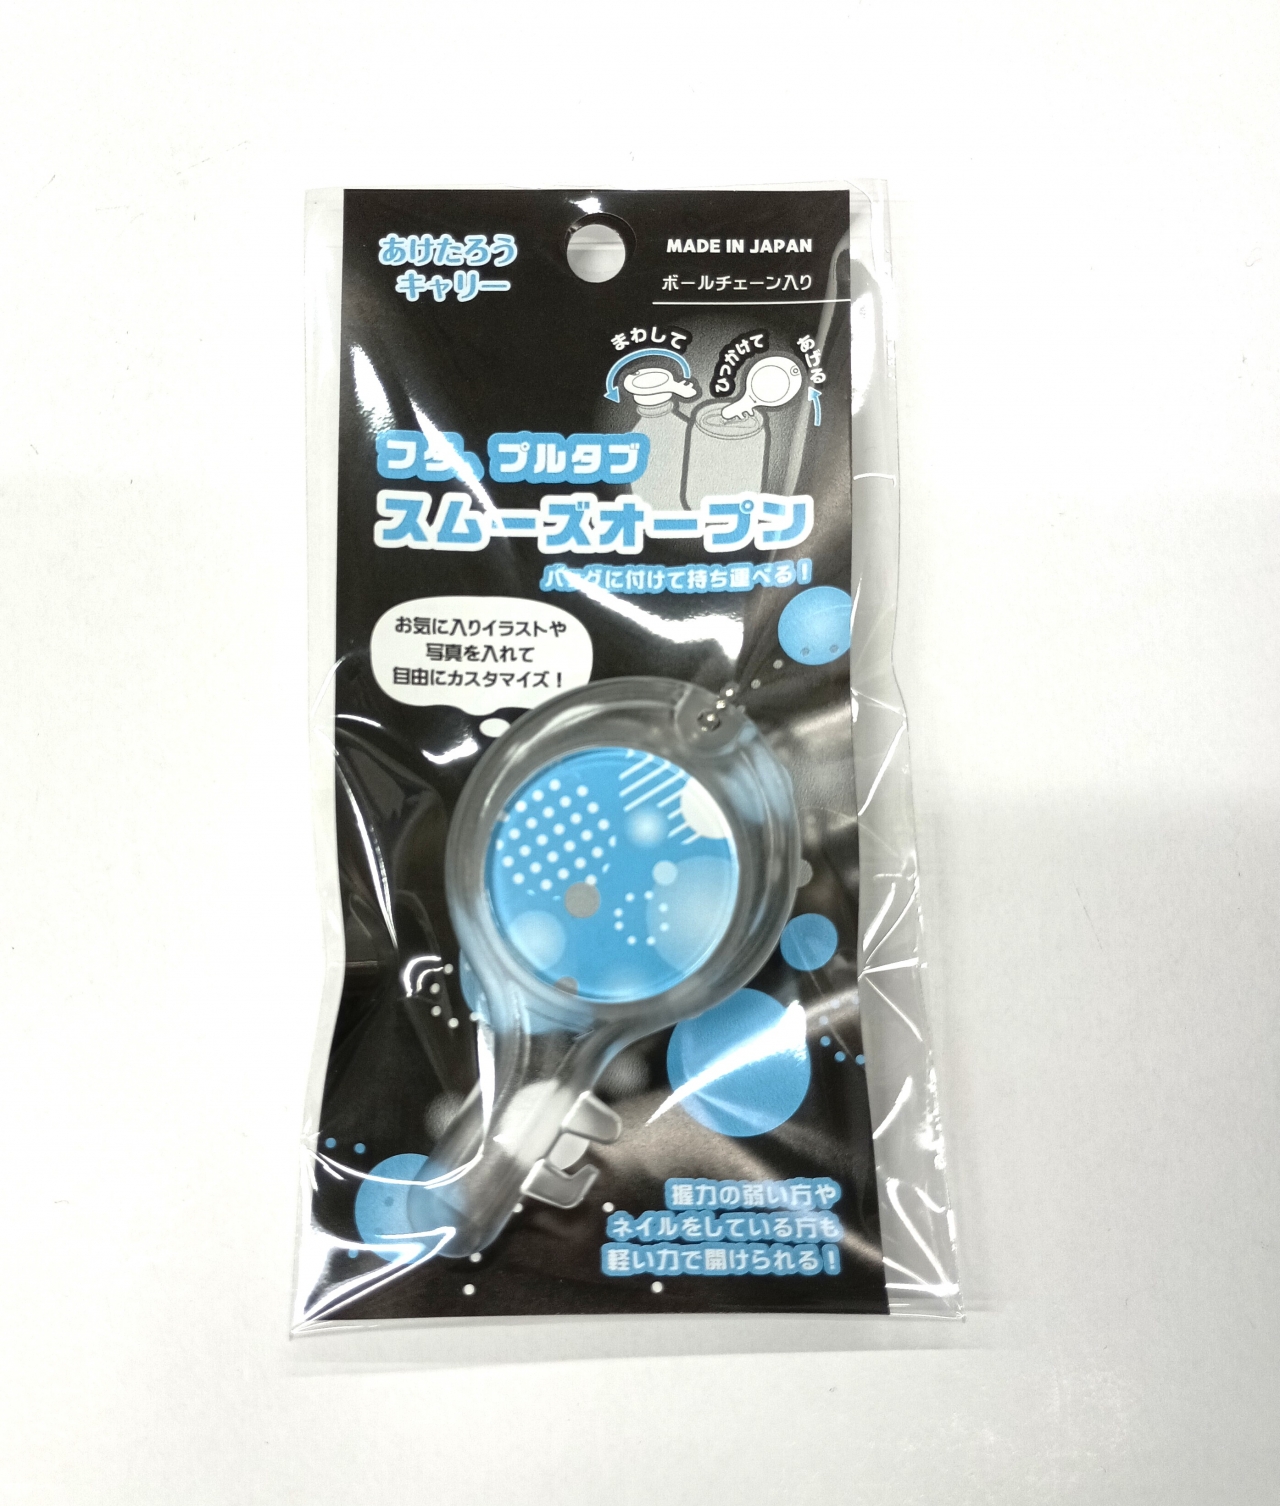 あけたろう
キャリー
MADE IN JAPAN
ボールチェーン入り
まわして
ひっかけて
あける
フタ、プルタブ
スムーズオープン
バッグに付けて持ち運べる！
お気に入りイラストや
写真を入れて
自由にカスタマイズ！
握力の弱い方や
ネイルをしている方も
軽い力で開けられる！